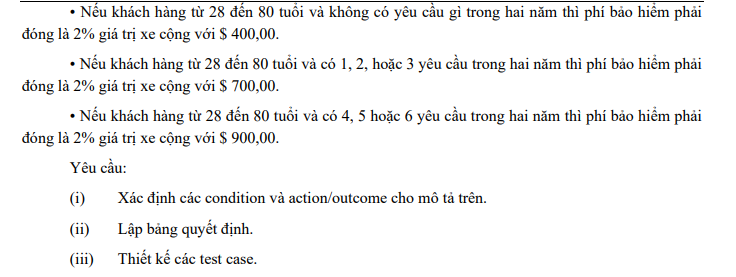 • Nếu khách hàng từ 28 đến 80 tuổi và không có yêu cầu gì trong hai năm thì phí bảo hiểm phải
đóng là 2% giá trị xe cộng với $ 400,00.
• Nếu khách hàng từ 28 đến 80 tuổi và có 1, 2, hoặc 3 yêu cầu trong hai năm thì phí bảo hiểm phải
đóng là 2% giá trị xe cộng với $ 700,00.
• Nếu khách hàng từ 28 đến 80 tuổi và có 4, 5 hoặc 6 yêu cầu trong hai năm thì phí bảo hiểm phải
đóng là 2% giá trị xe cộng với $ 900,00.
Yêu cầu:
(i) Xác định các condition và action/outcome cho mô tả trên.
(ii) Lập bảng quyết định.
(iii) Thiết kế các test case.